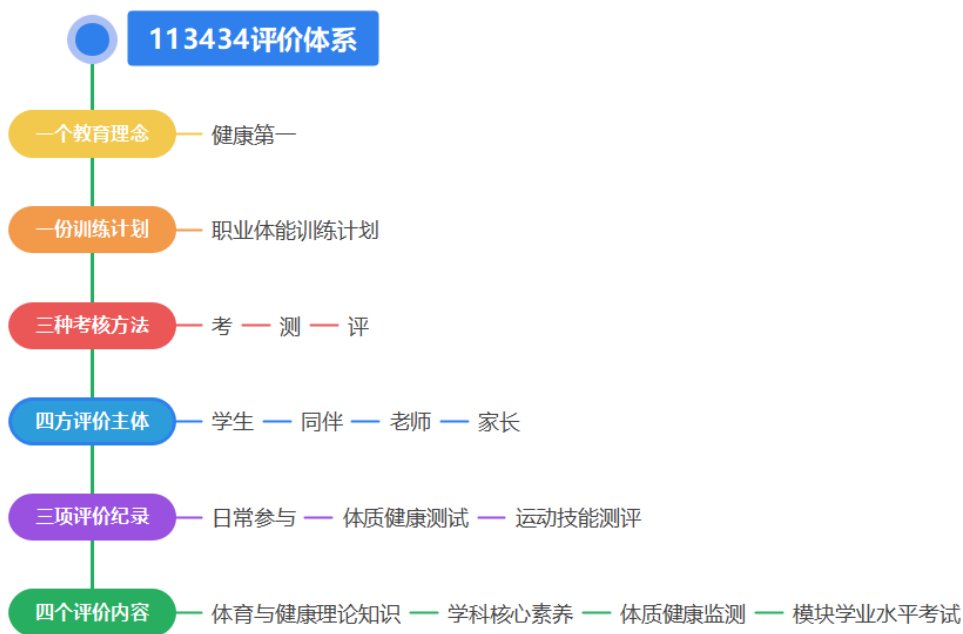 113434评价体系
一个教育理念 健康第一
一份训练计划 职业体能训练计划
三种考核方法 考 测 评
四方评价主体 学生 同伴 老师 家长
三项评价纪录 日常参与 体质健康测试 运动技能测评
四个评价内容 体育与健康理论知识 学科核心素养 体质健康监测 模块学业水平考试